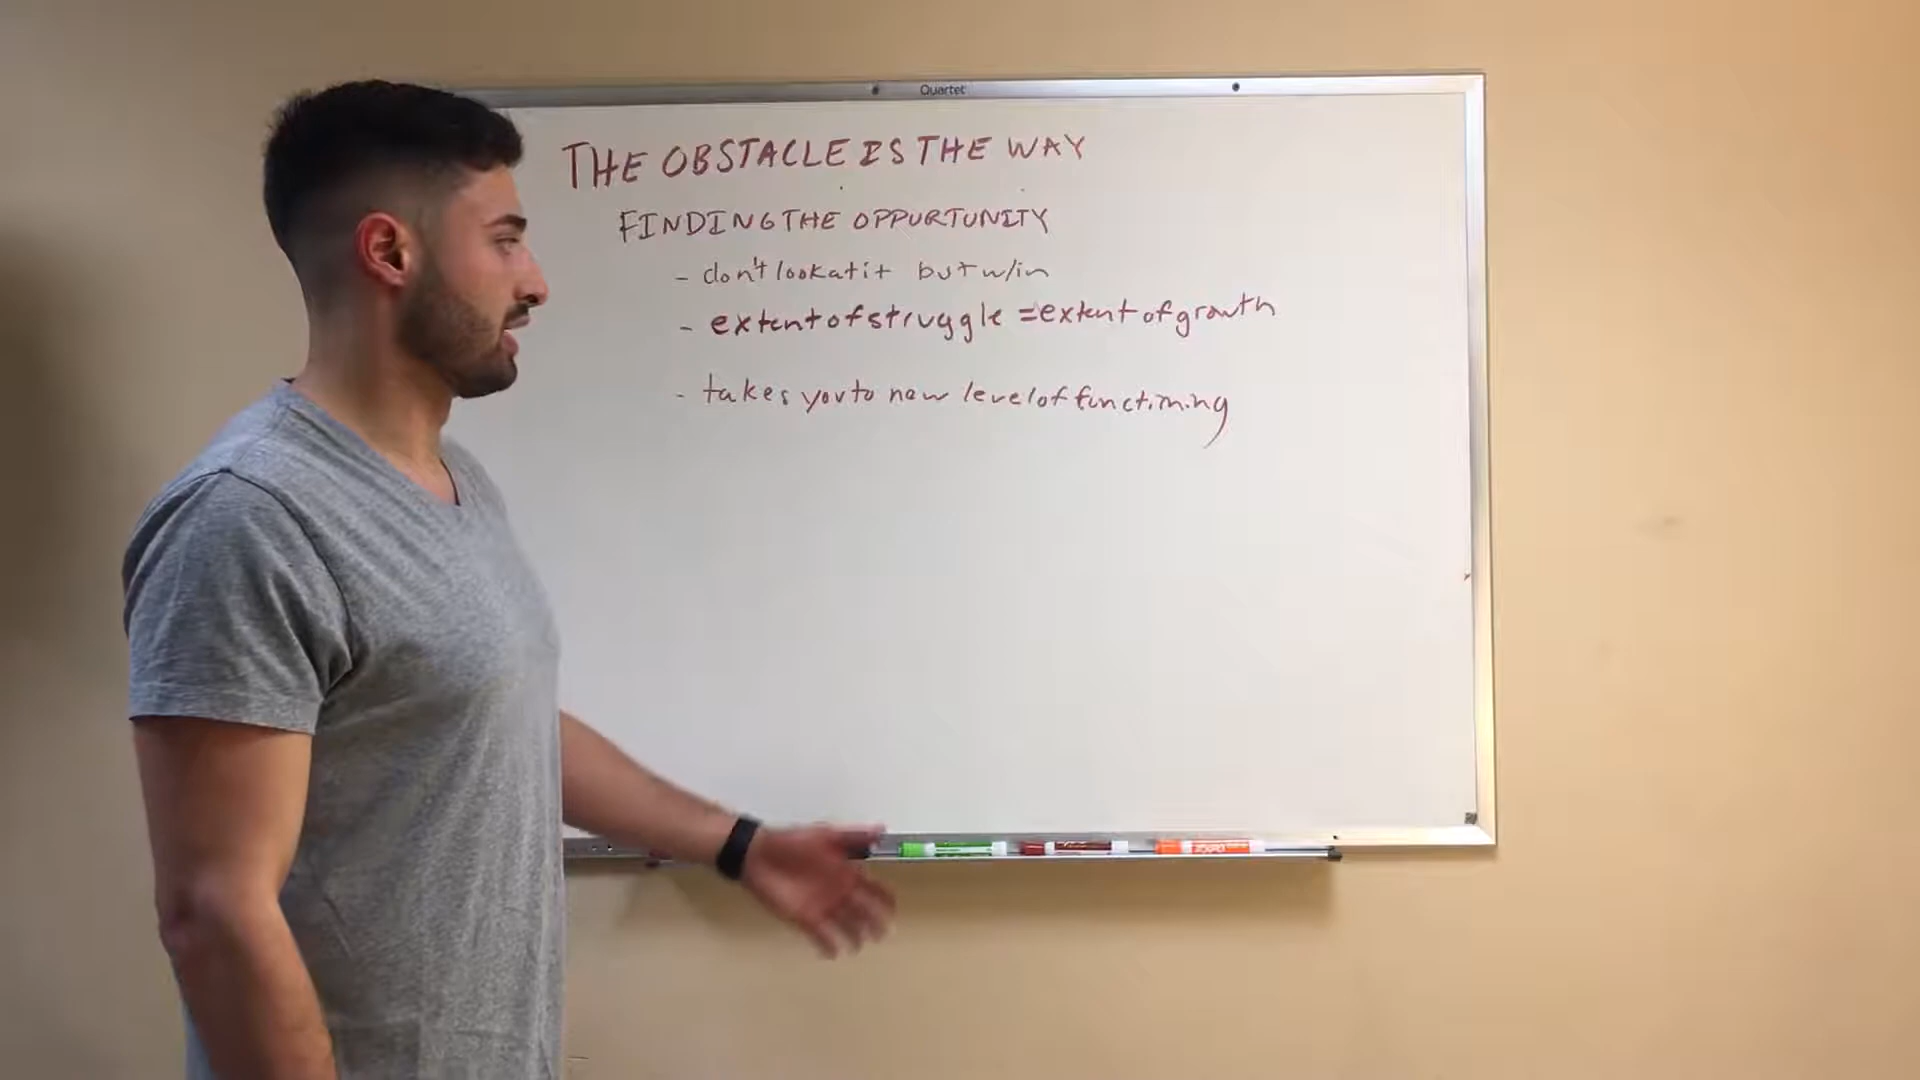 Quartet
THE OBSTACLE IS THE WAY
FINDING THE OPPURTUNITY
- don't look at it but w/in
- extent of struggle = extent of growth
- takes you to new level of functioning
EXPO